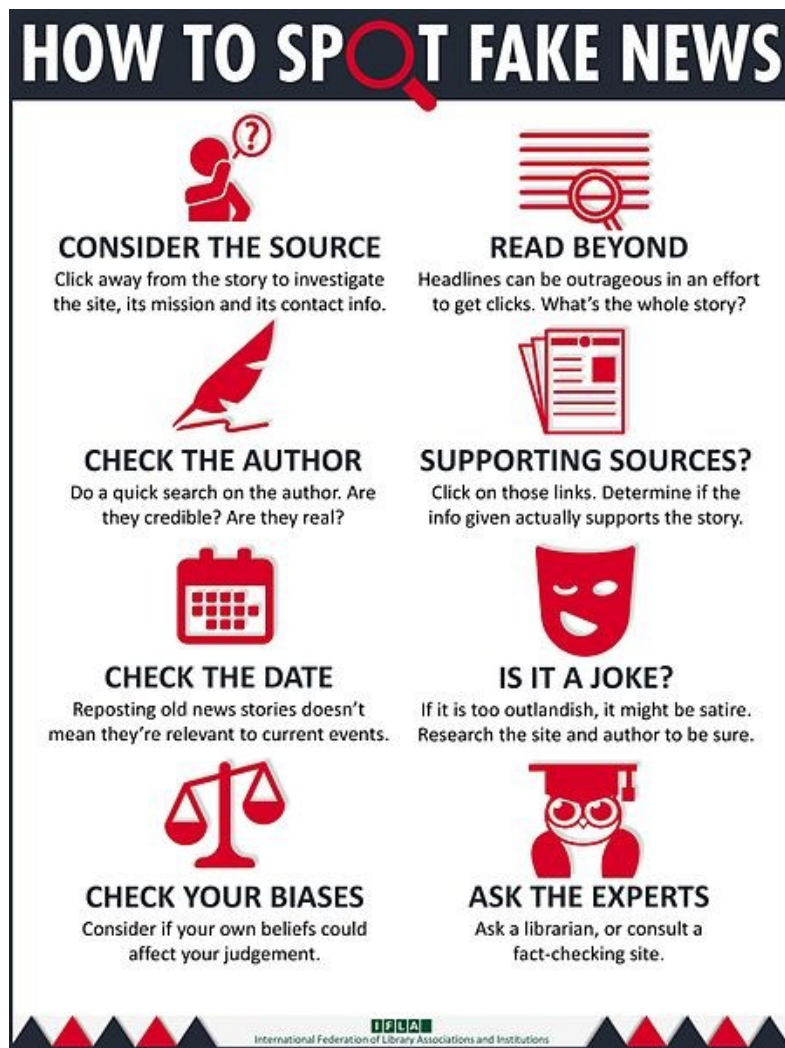 HOW TO SPOT FAKE NEWS
?
CONSIDER THE SOURCE
Click away from the story to investigate
the site, its mission and its contact info.
READ BEYOND
Headlines can be outrageous in an effort
to get clicks. What's the whole story?
CHECK THE AUTHOR
Do a quick search on the author. Are
they credible? Are they real?
SUPPORTING SOURCES?
Click on those links. Determine if the
info given actually supports the story.
CHECK THE DATE
Reposting old news stories doesn't
mean they're relevant to current events.
IS IT A JOKE?
If it is too outlandish, it might be satire.
Research the site and author to be sure.
CHECK YOUR BIASES
Consider if your own beliefs could
affect your judgement.
ASK THE EXPERTS
Ask a librarian, or consult a
fact-checking site.
IFLA
International Federation of Library Associations and Institutions